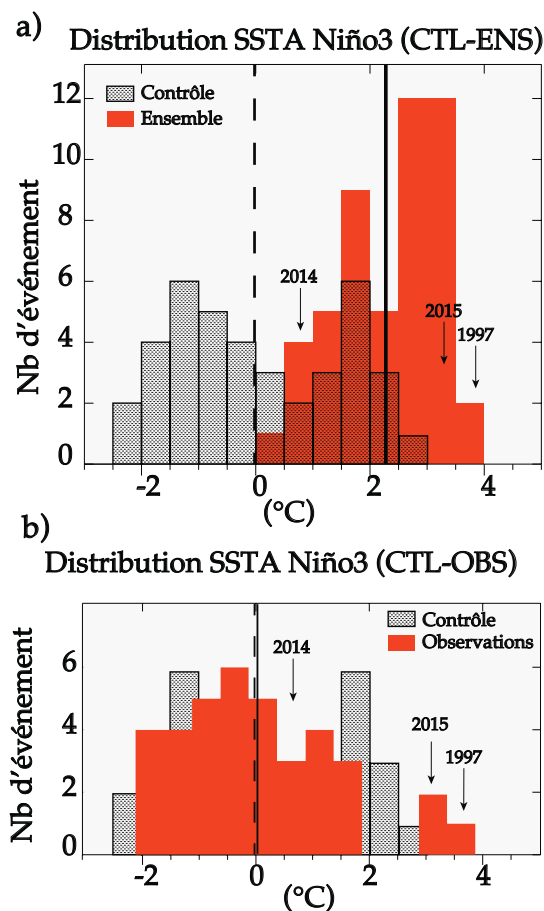 a)
Distribution SSTA Niño3 (CTL-ENS)
Contrôle
Ensemble
Nb d'événement
12
10
8
6
4
2
0
2014
2015
1997
-2 0 2 4
(°C)
b)
Distribution SSTA Niño3 (CTL-OBS)
Contrôle
Observations
Nb d'événement
6
4
2
0
2014
2015
1997
-2 0 2 4
(°C)